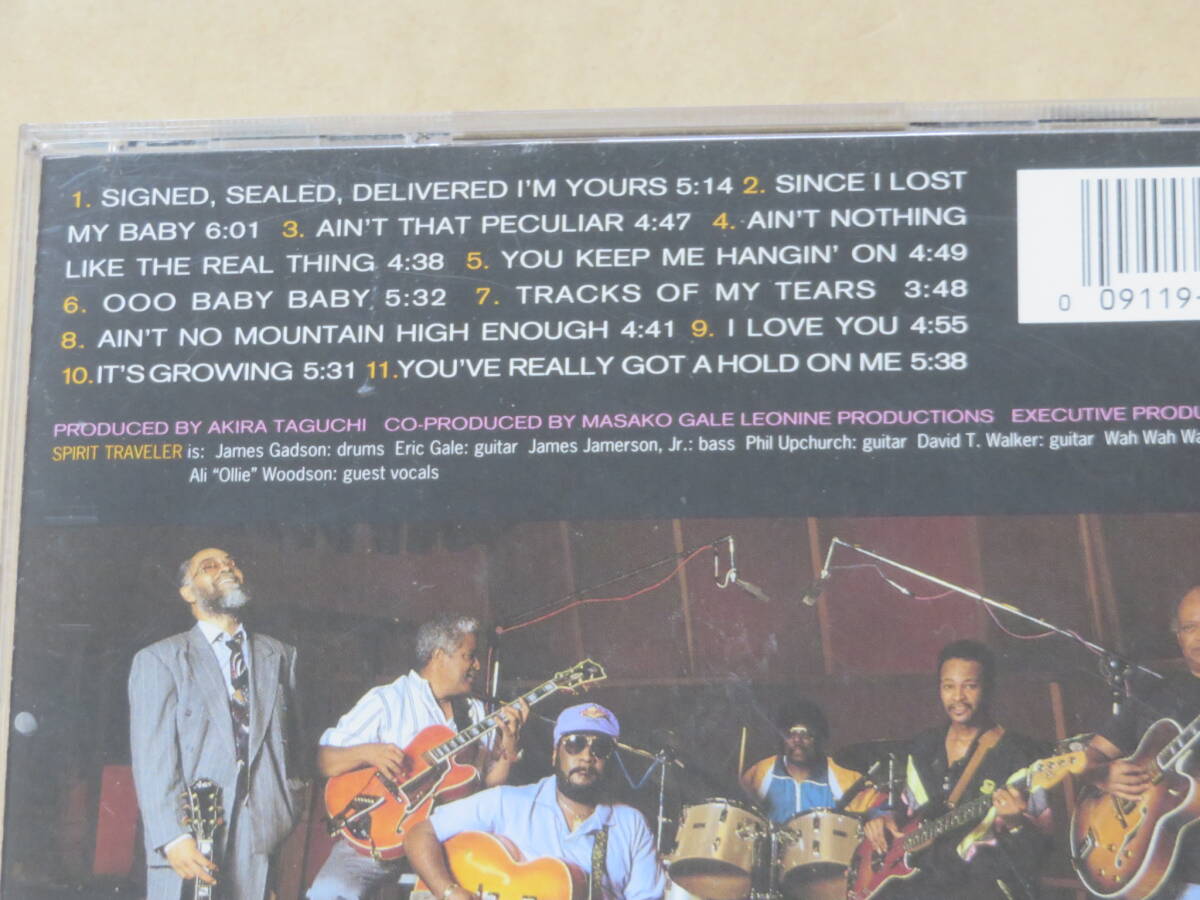 1. SIGNED, SEALED, DELIVERED I'M YOURS 5:14 2. SINCE I LOST
MY BABY 6:01 3. AIN'T THAT PECULIAR 4:47 4. AIN'T NOTHING
LIKE THE REAL THING 4:38 5. YOU KEEP ME HANGIN' ON 4:49
6. OOO BABY BABY 5:32 7. TRACKS OF MY TEARS 3:48
8. AIN'T NO MOUNTAIN HIGH ENOUGH 4:41 9. I LOVE YOU 4:55
10. IT'S GROWING 5:31 11. YOU'VE REALLY GOT A HOLD ON ME 5:38
0 09119
PRODUCED BY AKIRA TAGUCHI CO-PRODUCED BY MASAKO GALE LEONINE PRODUCTIONS EXECUTIVE PRODU
SPIRIT TRAVELER is: James Gadson: drums Eric Gale: guitar James Jamerson, Jr.: bass Phil Upchurch: guitar David T. Walker: guitar Wah Wah Wa
Ali "Ollie" Woodson: guest vocals